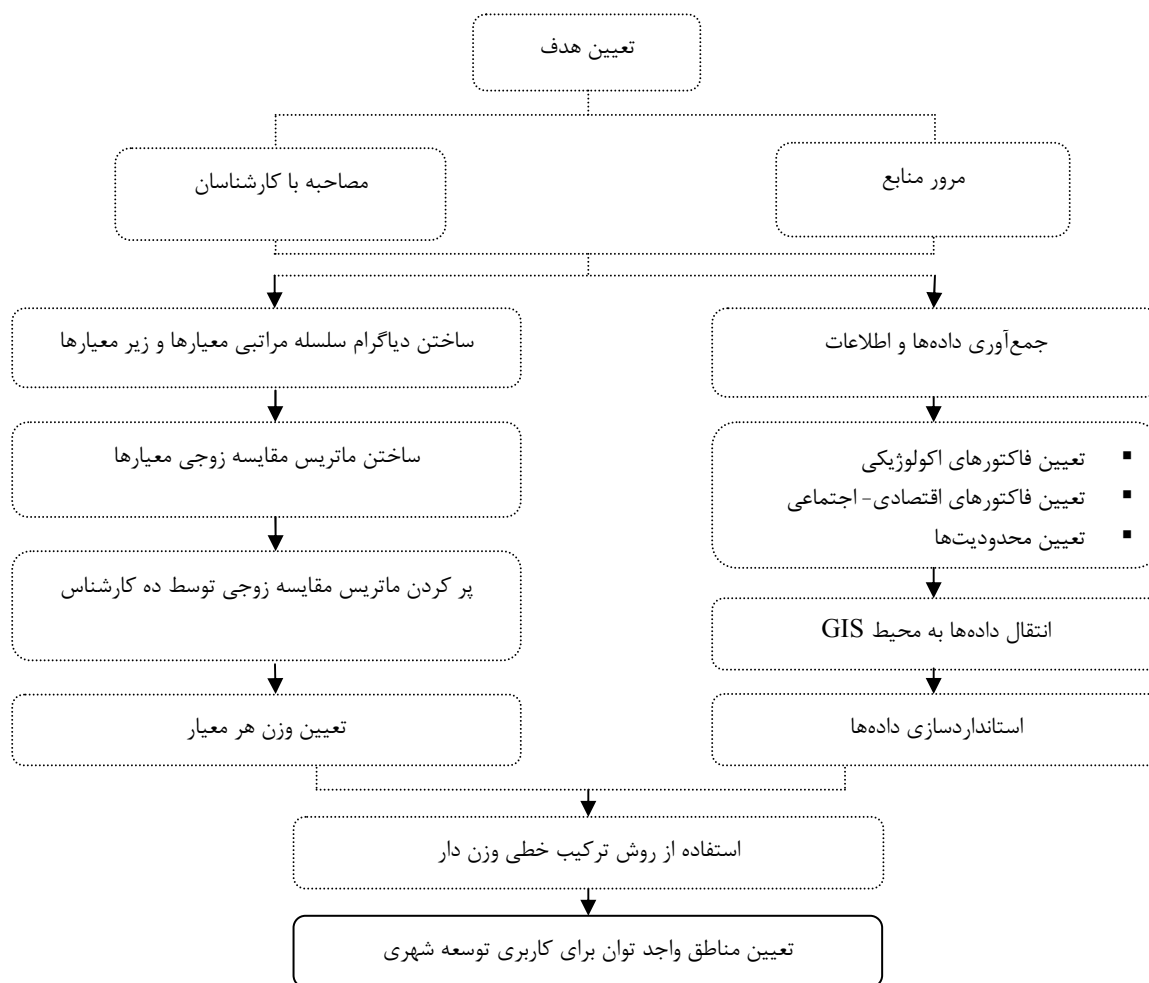 تعیین هدف
مرور منابع
مصاحبه با کارشناسان
جمع‌آوری داده‌ها و اطلاعات
ساختن دیاگرام سلسله مراتبی معیارها و زیر معیارها
▪ تعیین فاکتورهای اکولوژیکی
▪ تعیین فاکتورهای اقتصادی- اجتماعی
▪ تعیین محدودیت‌ها
ساختن ماتریس مقایسه زوجی معیارها
انتقال داده‌ها به محیط GIS
پر کردن ماتریس مقایسه زوجی توسط ده کارشناس
استانداردسازی داده‌ها
تعیین وزن هر معیار
استفاده از روش ترکیب خطی وزن دار
تعیین مناطق واجد توان برای کاربری توسعه شهری